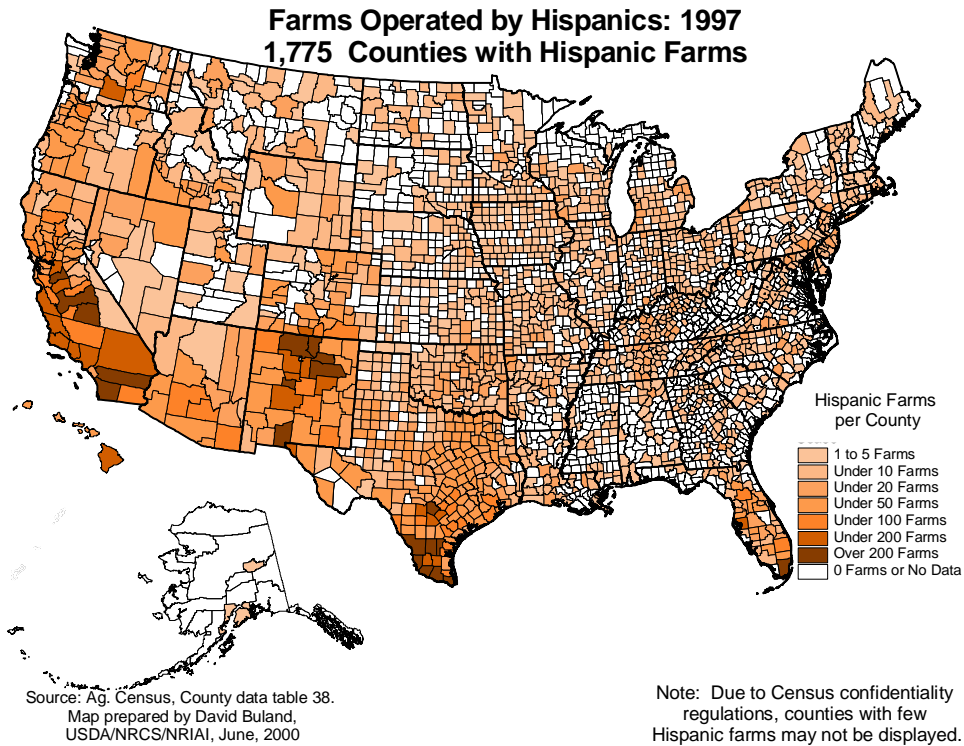 Farms Operated by Hispanics: 1997
1,775 Counties with Hispanic Farms
Hispanic Farms
per County
1 to 5 Farms
Under 10 Farms
Under 20 Farms
Under 50 Farms
Under 100 Farms
Under 200 Farms
Over 200 Farms
0 Farms or No Data
Source: Ag. Census, County data table 38.
Map prepared by David Buland,
USDA/NRCS/NRIAI, June, 2000
Note: Due to Census confidentiality
regulations, counties with few
Hispanic farms may not be displayed.